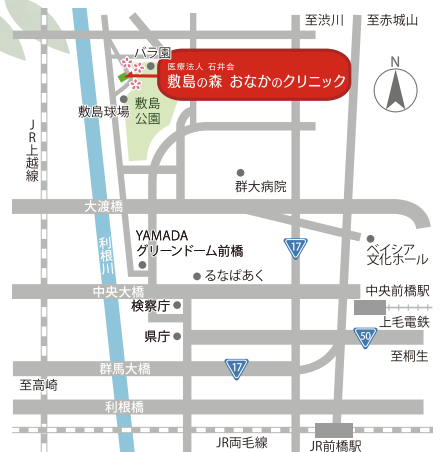 至渋川
至赤城山
バラ園
医療法人 石井会
敷島の森 おなかのクリニック
N
敷島
公園
敷島球場
JR上越線
群大病院
大渡橋
YAMADA
グリーンドーム前橋
利根川
17
ベイシア
文化ホール
るなぱあく
中央大橋
中央前橋駅
検察庁
上毛電鉄
県庁
50
至桐生
群馬大橋
17
至高崎
利根橋
JR両毛線
JR前橋駅